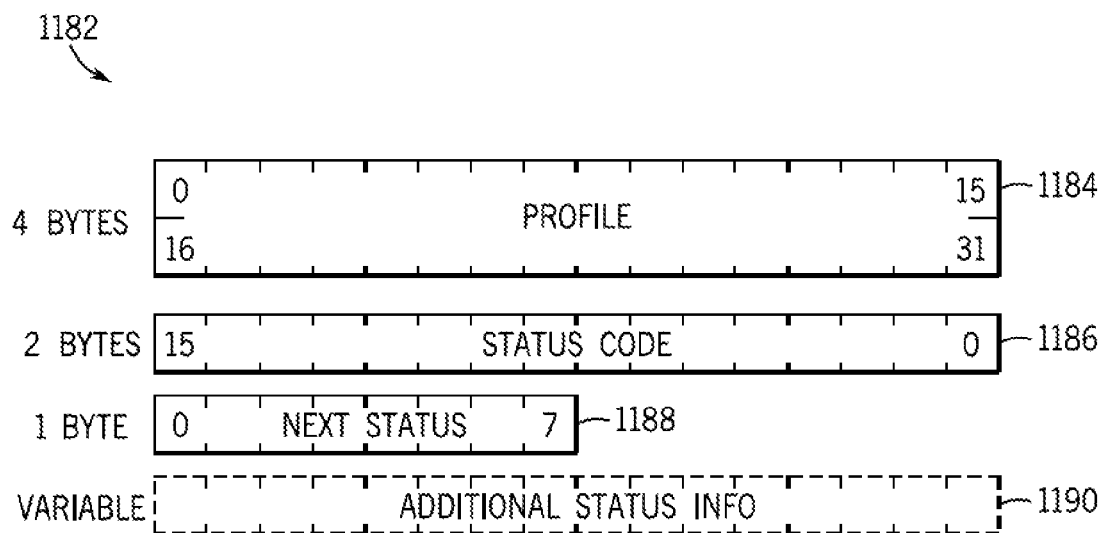 1182
4 BYTES
0
15
PROFILE
16
31
1184
2 BYTES
15
STATUS CODE
0
1186
1 BYTE
0
NEXT STATUS
7
1188
VARIABLE
ADDITIONAL STATUS INFO
1190